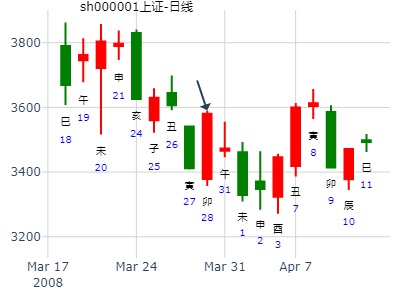 sh000001上证-日线
3800
3600
3400
3200
巳
18
午
19
未
20
申
21
亥
24
子
25
丑
26
寅
27
卯
28
午
31
未
1
申
2
酉
3
丑
7
寅
8
卯
9
辰
10
巳
11
Mar 17
2008
Mar 24
Mar 31
Apr 7